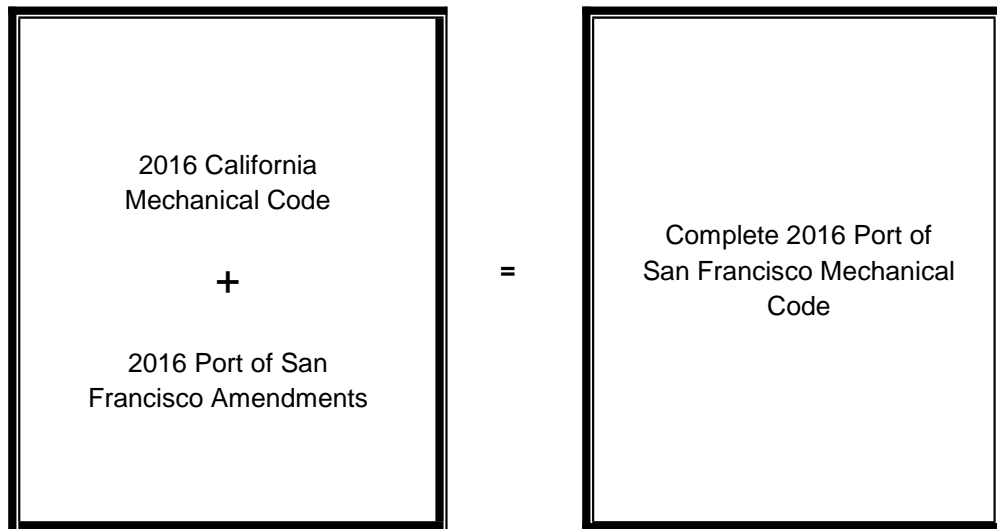 2016 California
Mechanical Code
+
2016 Port of San
Francisco Amendments
=
Complete 2016 Port of
San Francisco Mechanical
Code